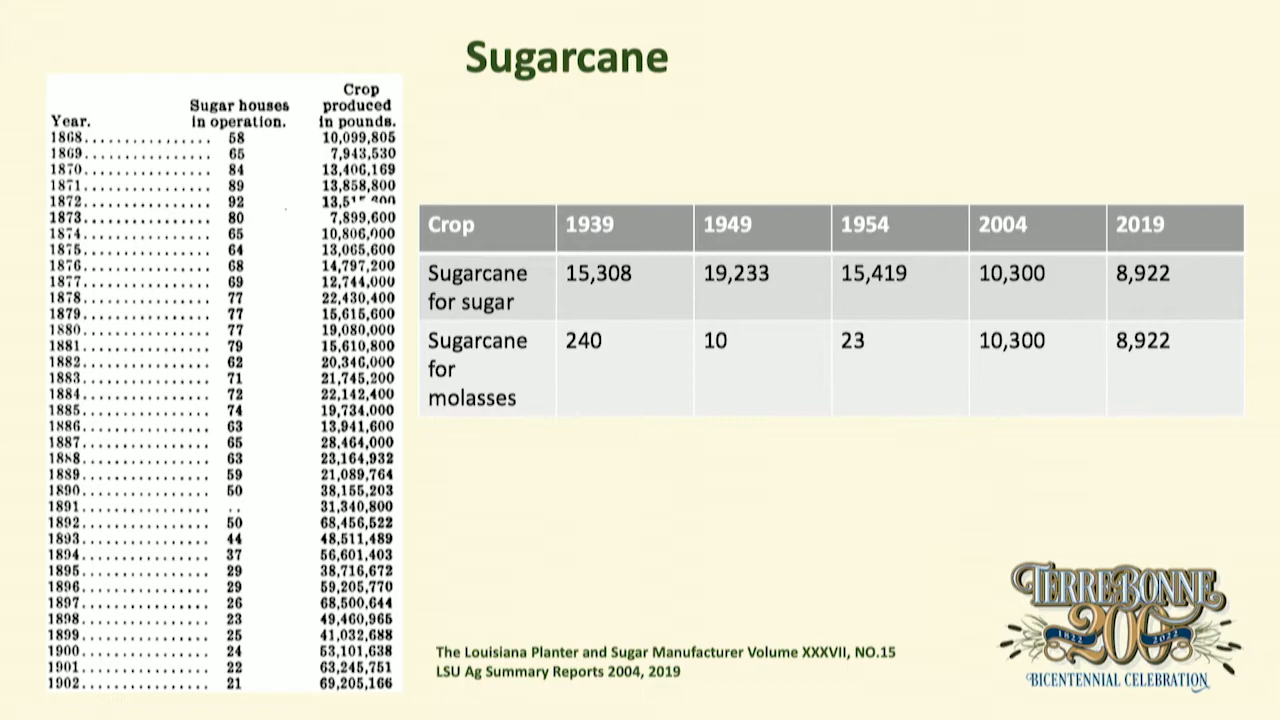 Sugarcane
Crop
Sugar houses produced
Year. in operation. in pounds.
1868................ 58 10,099,805
1869................ 65 7,943,530
1870................ 84 13,406,169
1871................ 89 13,858,800
1872................ 92
1873................ 80 7,899,600
1874................ 65 10,806,000
1875................ 64 13,065,600
1876................ 68 14,797,200
1877................ 69 12,744,000
1878................ 77 22,430,400
1879................ 77 15,615,600
1880................ 77 19,080,000
1881................ 79 15,610,800
1882................ 62 20,346,000
1883................ 71 21,745,200
1884................ 72 22,142,400
1885................ 74 19,734,000
1886................ 63 13,941,600
1887................ 65 28,464,000
1888................ 63 23,164,932
1889................ 59 21,089,764
1890................ 50 38,155,203
1891................ .. 31,340,800
1892................ 50 68,456,522
1893................ 44 48,511,489
1894................ 37 56,601,403
1895................ 29 38,716,672
1896................ 29 59,205,770
1897................ 26 68,500,644
1898................ 23 49,460,965
1899................ 25 41,032,688
1900................ 24 53,101,638
1901................ 22 63,245,751
1902................ 21 69,205,166
Crop 1939 1949 1954 2004 2019
Sugarcane 15,308 19,233 15,419 10,300 8,922
for sugar
Sugarcane 240 10 23 10,300 8,922
for
molasses
The Louisiana Planter and Sugar Manufacturer Volume XXXVII, NO.15
LSU Ag Summary Reports 2004, 2019
TERREBONNE
200
1822 2022
BICENTENNIAL CELEBRATION